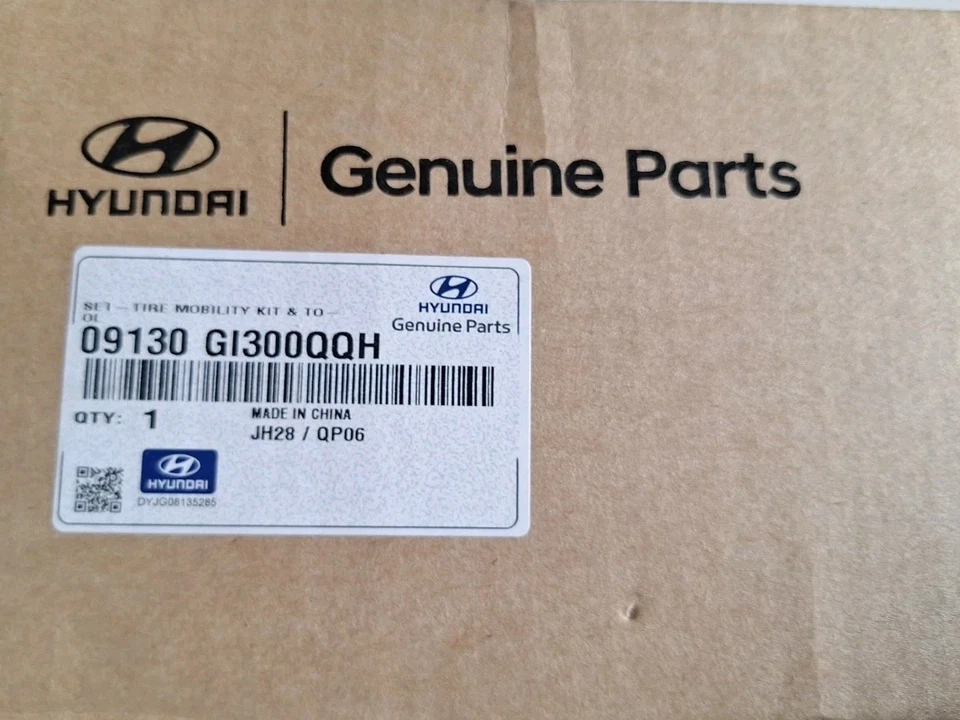 HYUNDAI
Genuine Parts
SET - TIRE MOBILITY KIT & TO-
OL
HYUNDAI
Genuine Parts
09130 GI300QQH
QTY: 1
MADE IN CHINA
JH28 / QP06
HYUNDAI
DYJG08135285